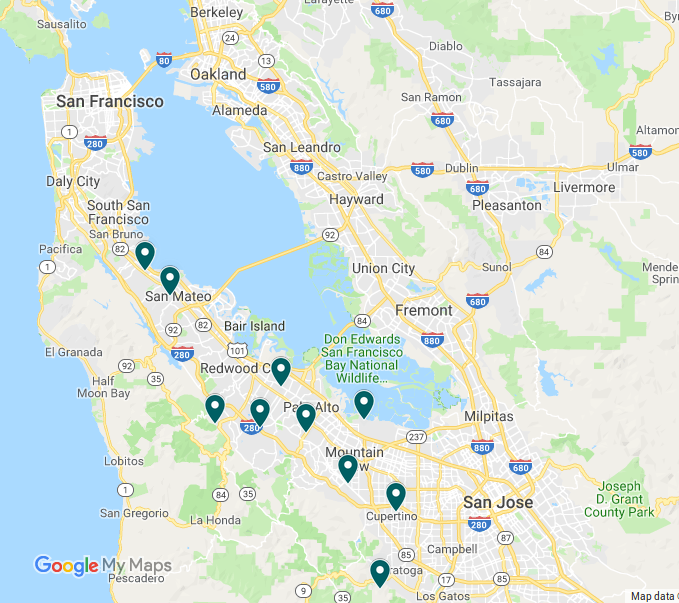 Lafayette
Berkeley
680
Sausalito
24
Diablo
80
13
Oakland
580
Tassajara
San Ramon
San Francisco
Alameda
680
1
280
San Leandro
Altamon
580
880
Castro Valley
580
Dublin
Ulmar
Daly City
680
Livermore
Hayward
Pleasanton
South San
Francisco
San Bruno
92
82
Pacifica
84
1
Union City
Sunol
Mende
Spring
San Mateo
680
Fremont
84
92
82
Bair Island
880
Don Edwards
San Francisco
Bay National
Wildlife...
El Granada
280
101
92
Redwood C
35
Half
Moon Bay
Palo Alto
Milpitas
280
237
880
Mountain
Lobitos
680
84
35
1
Joseph
D. Grant
County Park
San Jose
San Gregorio
La Honda
Cupertino
280
87
85
Campbell
Google My Maps
Pescadero
9
35
17
85
Los Gatos
Map data ©